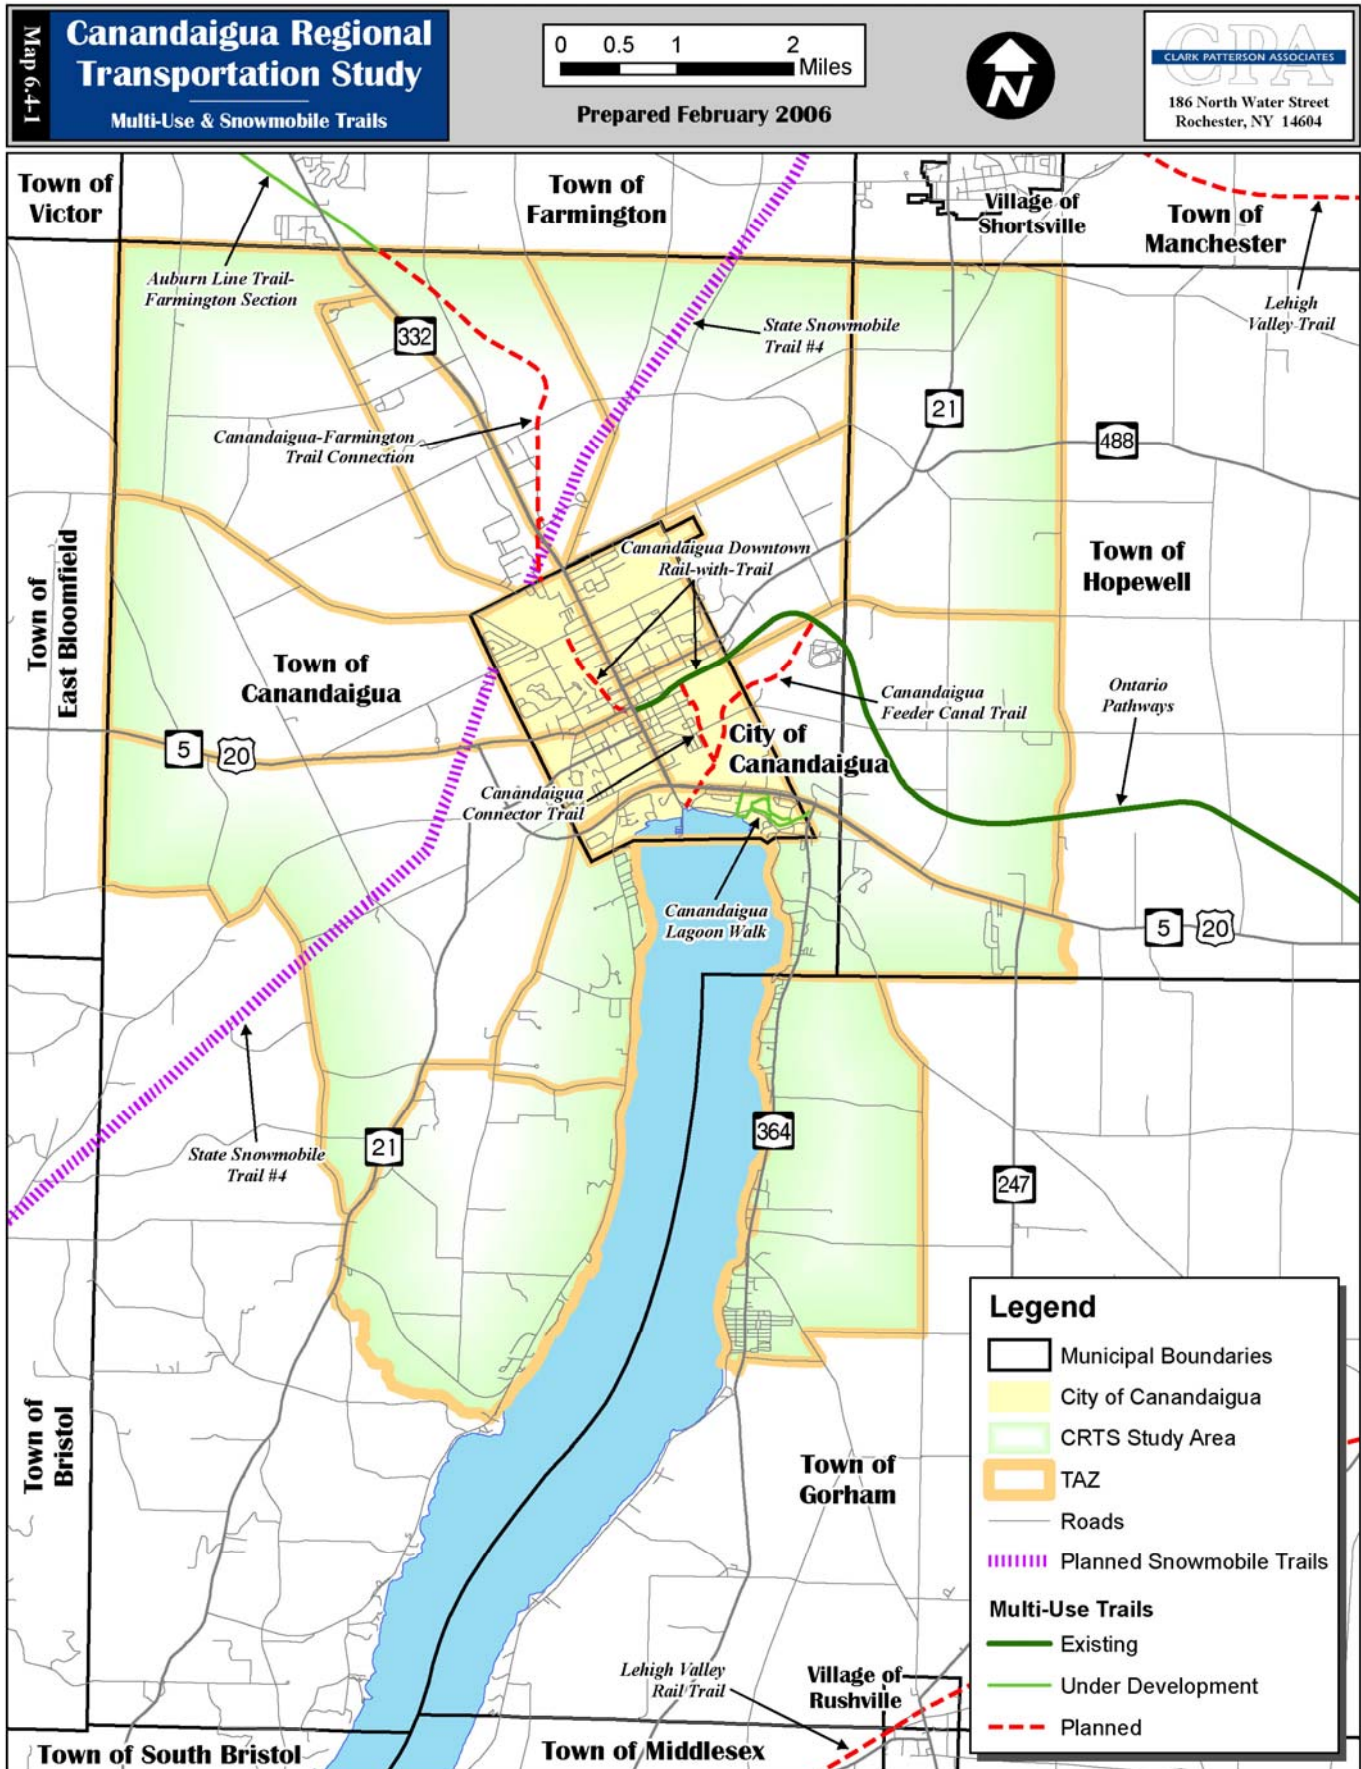 Map 6.4-1
Canandaigua Regional
Transportation Study
Multi-Use & Snowmobile Trails
0 0.5 1 2
Miles
Prepared February 2006
N
CPA
CLARK PATTERSON ASSOCIATES
186 North Water Street
Rochester, NY 14604
Town of
Victor
Town of
Farmington
Village of
Shortsville
Town of
Manchester
Auburn Line Trail-
Farmington Section
Lehigh
Valley Trail
332
State Snowmobile
Trail #4
21
488
Canandaigua-Farmington
Trail Connection
Canandaigua Downtown
Rail-with-Trail
Town of
Hopewell
Town of
East Bloomfield
Town of
Canandaigua
Canandaigua
Feeder Canal Trail
Ontario
Pathways
5 20
City of
Canandaigua
Canandaigua
Connector Trail
Canandaigua
Lagoon Walk
5 20
State Snowmobile
Trail #4
21
364
247
Town of
Bristol
Town of
Gorham
Legend
Municipal Boundaries
City of Canandaigua
CRTS Study Area
TAZ
Roads
Planned Snowmobile Trails
Multi-Use Trails
Existing
Under Development
Planned
Lehigh Valley
Rail Trail
Village of
Rushville
Town of South Bristol
Town of Middlesex